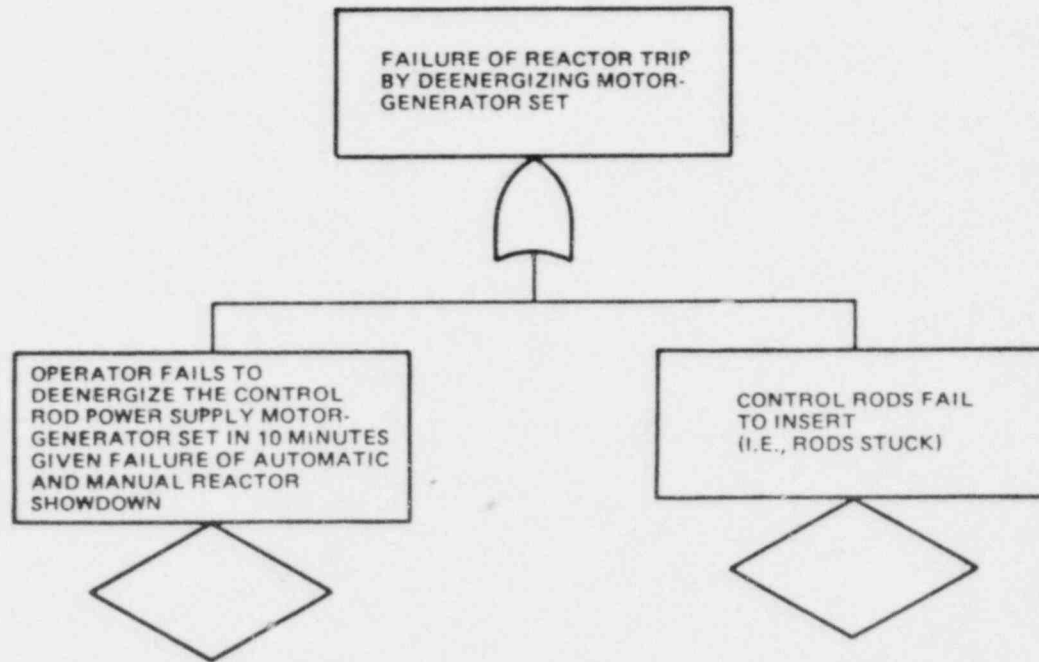 FAILURE OF REACTOR TRIP
BY DEENERGIZING MOTOR-
GENERATOR SET
OPERATOR FAILS TO
DEENERGIZE THE CONTROL
ROD POWER SUPPLY MOTOR-
GENERATOR SET IN 10 MINUTES
GIVEN FAILURE OF AUTOMATIC
AND MANUAL REACTOR
SHOWDOWN
CONTROL RODS FAIL
TO INSERT
(I.E., RODS STUCK)